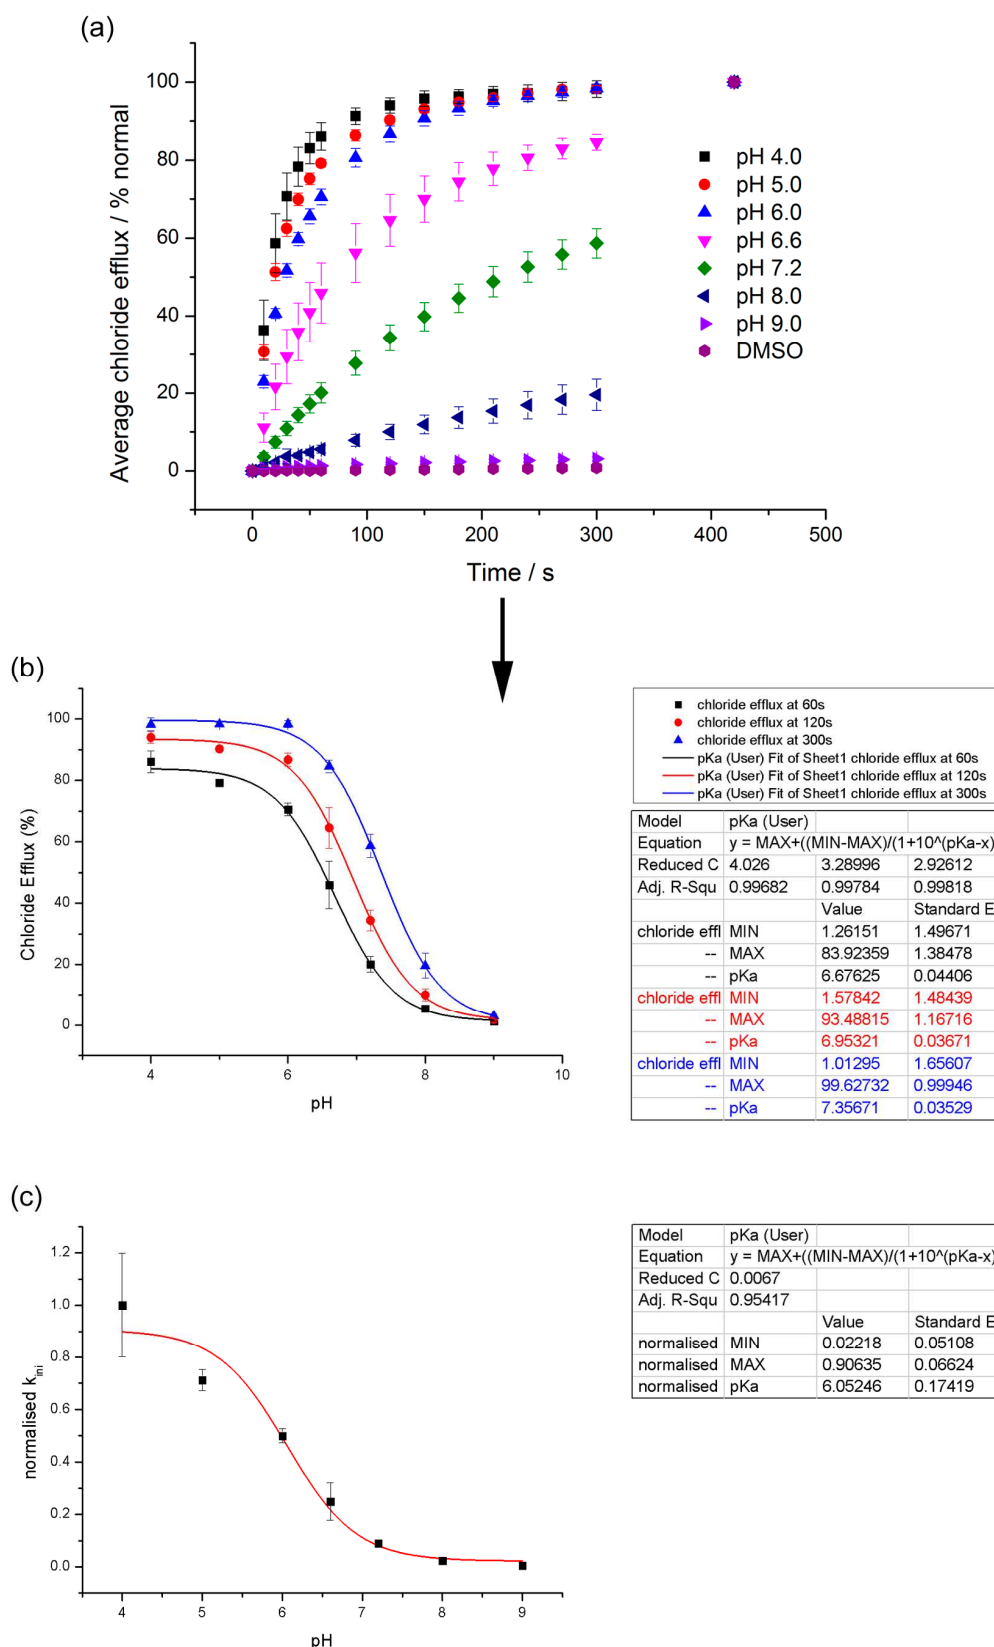 (a)
Average chloride efflux / % normal
100
80
60
40
20
0
0 100 200 300 400 500
Time / s
pH 4.0
pH 5.0
pH 6.0
pH 6.6
pH 7.2
pH 8.0
pH 9.0
DMSO
(b)
Chloride Efflux (%)
100
80
60
40
20
0
4 6 8 10
pH
chloride efflux at 60s
chloride efflux at 120s
chloride efflux at 300s
pKa (User) Fit of Sheet1 chloride efflux at 60s
pKa (User) Fit of Sheet1 chloride efflux at 120s
pKa (User) Fit of Sheet1 chloride efflux at 300s
Model pKa (User)
Equation y = MAX+((MIN-MAX)/(1+10^(pKa-x)
Reduced C 4.026 3.28996 2.92612
Adj. R-Squ 0.99682 0.99784 0.99818
Value Standard E
chloride effl MIN 1.26151 1.49671
-- MAX 83.92359 1.38478
-- pKa 6.67625 0.04406
chloride effl MIN 1.57842 1.48439
-- MAX 93.48815 1.16716
-- pKa 6.95321 0.03671
chloride effl MIN 1.01295 1.65607
-- MAX 99.62732 0.99946
-- pKa 7.35671 0.03529
(c)
normalised k_ini
1.2
1.0
0.8
0.6
0.4
0.2
0.0
4 5 6 7 8 9
pH
Model pKa (User)
Equation y = MAX+((MIN-MAX)/(1+10^(pKa-x)
Reduced C 0.0067
Adj. R-Squ 0.95417
Value Standard E
normalised MIN 0.02218 0.05108
normalised MAX 0.90635 0.06624
normalised pKa 6.05246 0.17419